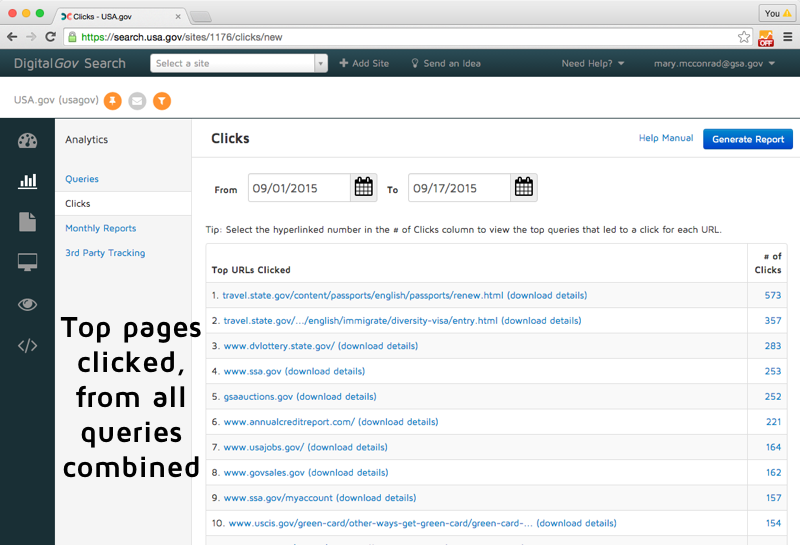 Clicks - USA.gov
You
https://search.usa.gov/sites/1176/clicks/new
OFF
DigitalGov Search
Select a site
Add Site
Send an Idea
Need Help?
mary.mcconrad@gsa.gov
USA.gov (usagov)
Analytics
Queries
Clicks
Monthly Reports
3rd Party Tracking
Top pages
clicked,
from all
queries
combined
Clicks
Help Manual
Generate Report
From 09/01/2015 To 09/17/2015
Tip: Select the hyperlinked number in the # of Clicks column to view the top queries that led to a click for each URL.
Top URLs Clicked # of Clicks
1. travel.state.gov/content/passports/english/passports/renew.html (download details) 573
2. travel.state.gov/.../english/immigrate/diversity-visa/entry.html (download details) 357
3. www.dvlottery.state.gov/ (download details) 283
4. www.ssa.gov (download details) 253
5. gsaauctions.gov (download details) 252
6. www.annualcreditreport.com/ (download details) 221
7. www.usajobs.gov/ (download details) 164
8. www.govsales.gov (download details) 162
9. www.ssa.gov/myaccount (download details) 157
10. www.uscis.gov/green-card/other-ways-get-green-card/green-card-... (download details) 154